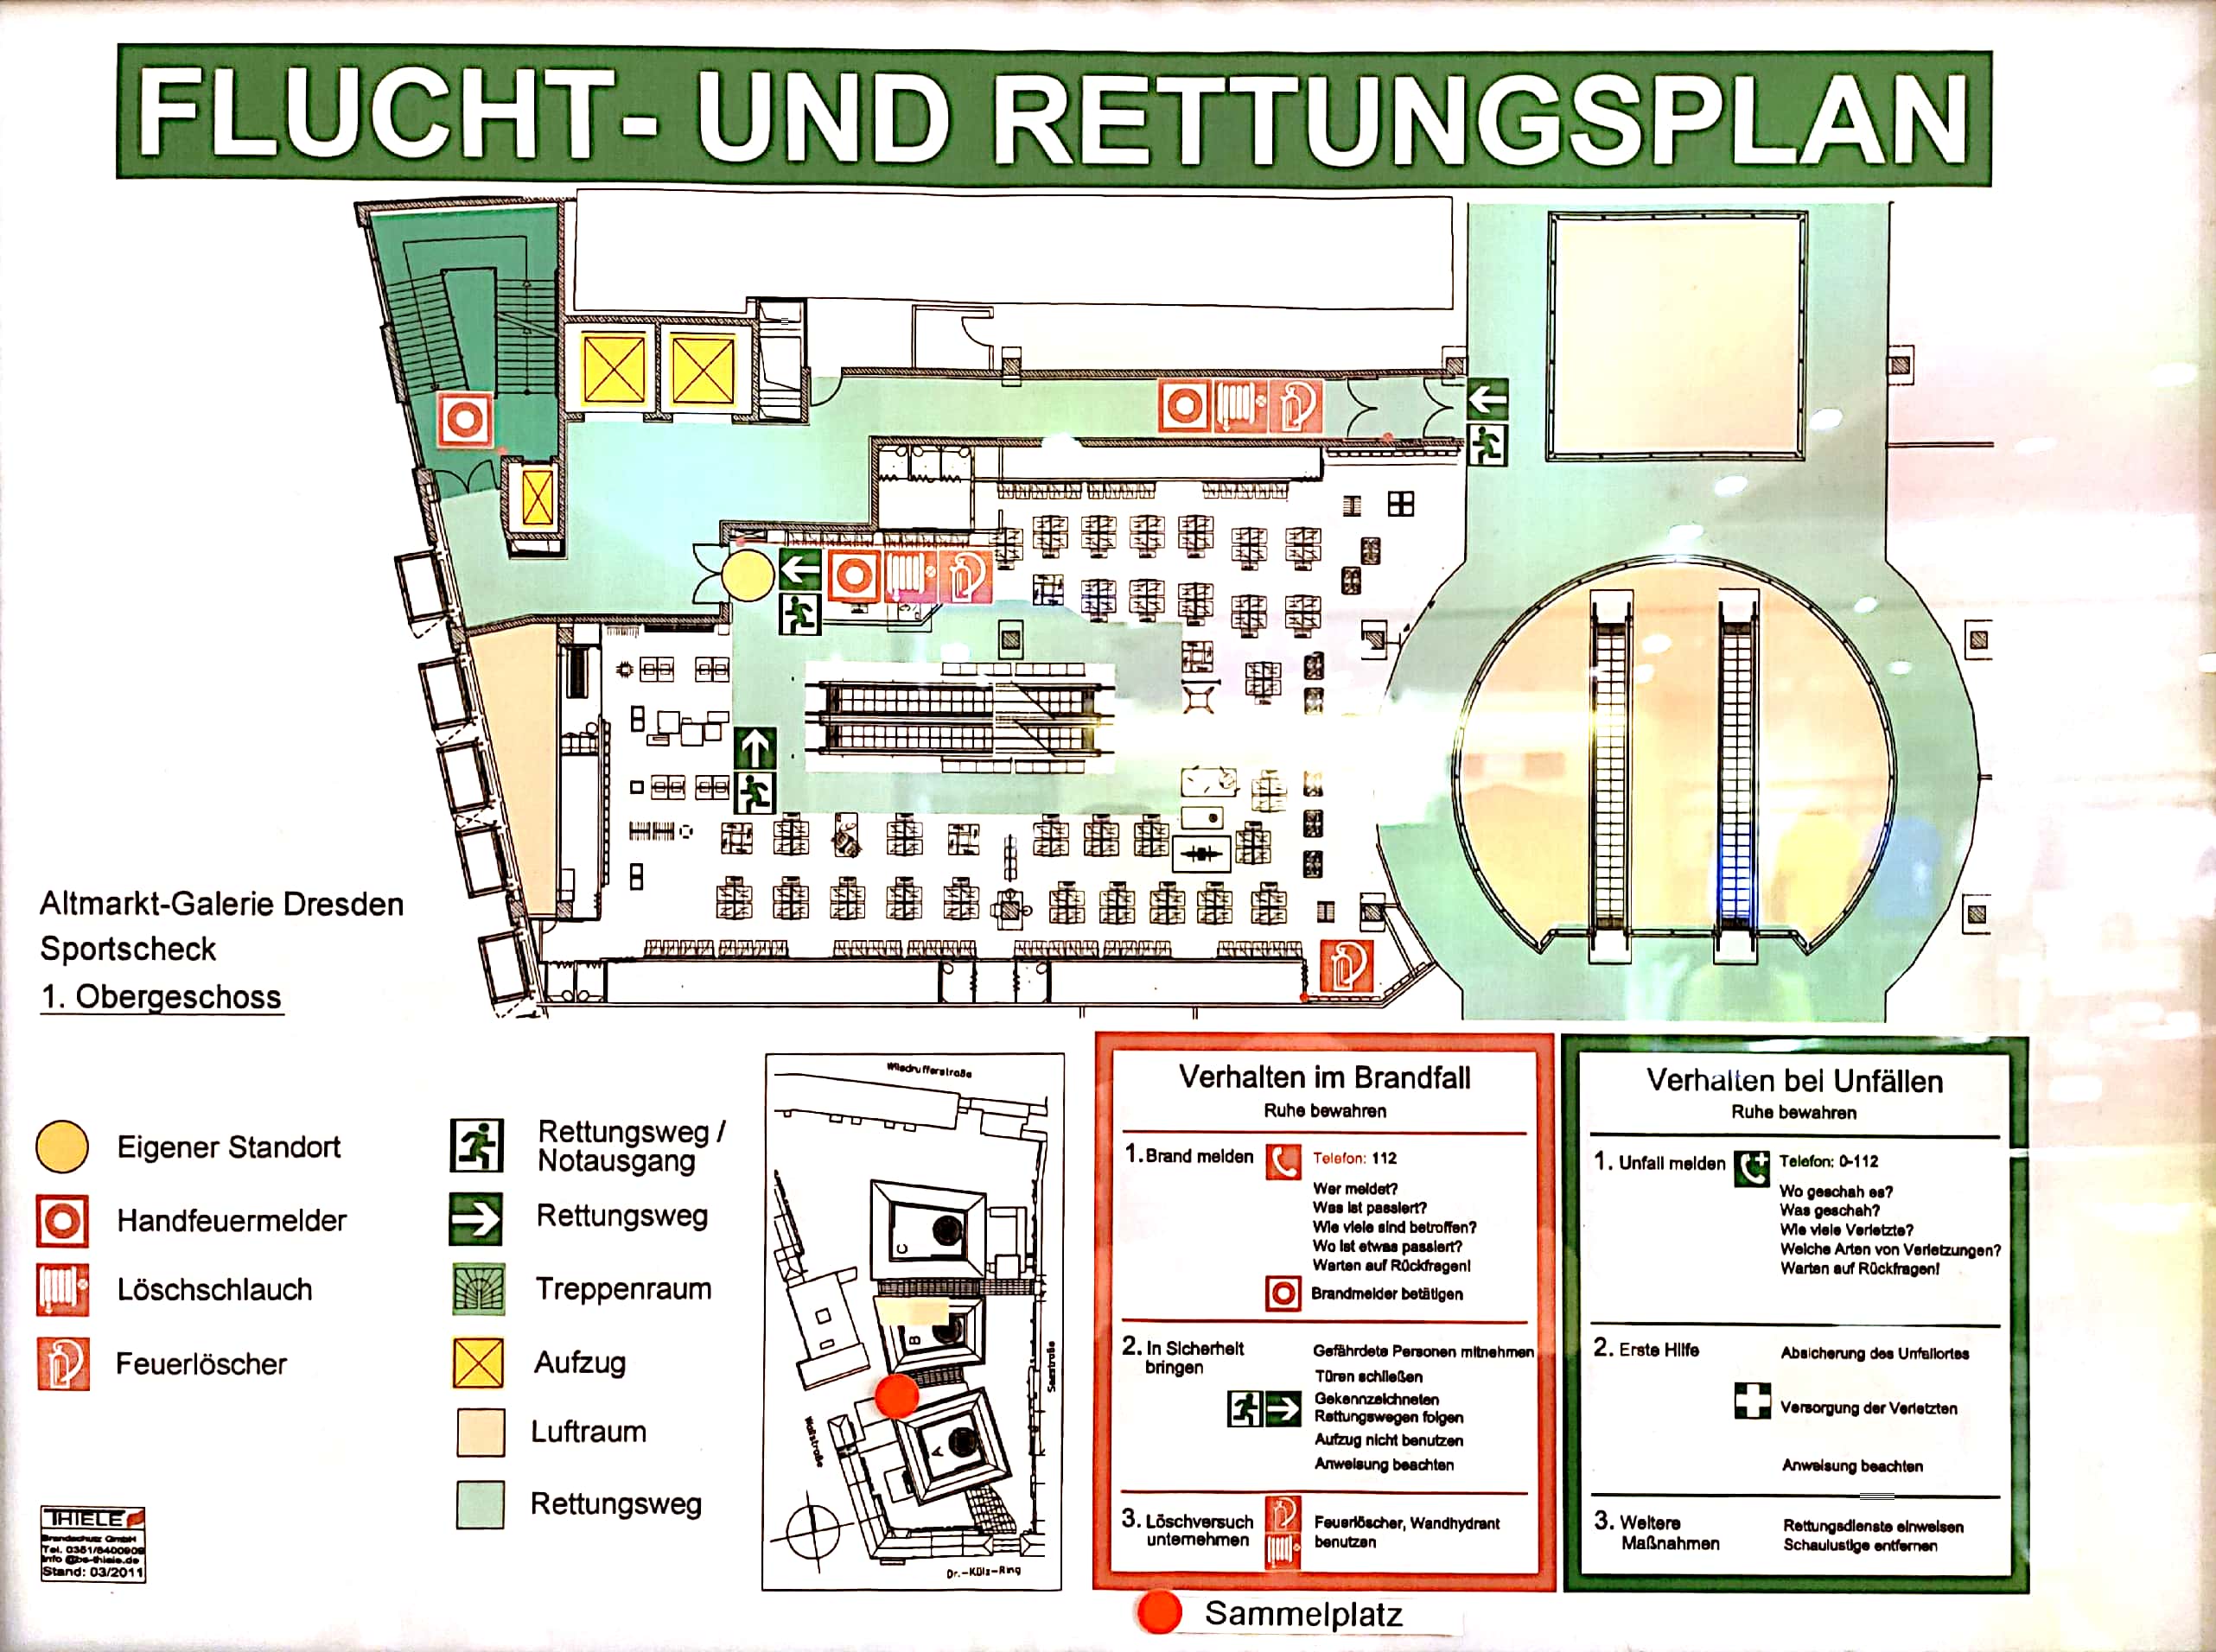 FLUCHT- UND RETTUNGSPLAN
Altmarkt-Galerie Dresden
Sportscheck
1. Obergeschoss
Eigener Standort
Handfeuermelder
Löschschlauch
Feuerlöscher
Rettungsweg /
Notausgang
Rettungsweg
Treppenraum
Aufzug
Luftraum
Rettungsweg
THIELE
Brandschutz GmbH
Tel. 0351/8400909
info @bs-thiele.de
Stand: 03/2011
Wilsdrufferstraße
C
B
A
Seestraße
Wallstraße
Dr.-Külz-Ring
Verhalten im Brandfall
Ruhe bewahren
1. Brand melden
Telefon: 112
Wer meldet?
Was ist passiert?
Wie viele sind betroffen?
Wo ist etwas passiert?
Warten auf Rückfragen!
Brandmelder betätigen
2. In Sicherheit
bringen
Gefährdete Personen mitnehmen
Türen schließen
Gekennzeichneten
Rettungswegen folgen
Aufzug nicht benutzen
Anweisung beachten
3. Löschversuch
unternehmen
Feuerlöscher, Wandhydrant
benutzen
Verhalten bei Unfällen
Ruhe bewahren
1. Unfall melden
Telefon: 0-112
Wo geschah es?
Was geschah?
Wie viele Verletzte?
Welche Arten von Verletzungen?
Warten auf Rückfragen!
2. Erste Hilfe
Absicherung des Unfallortes
Versorgung der Verletzten
Anweisung beachten
3. Weitere
Maßnahmen
Rettungsdienste einweisen
Schaulustige entfernen
Sammelplatz